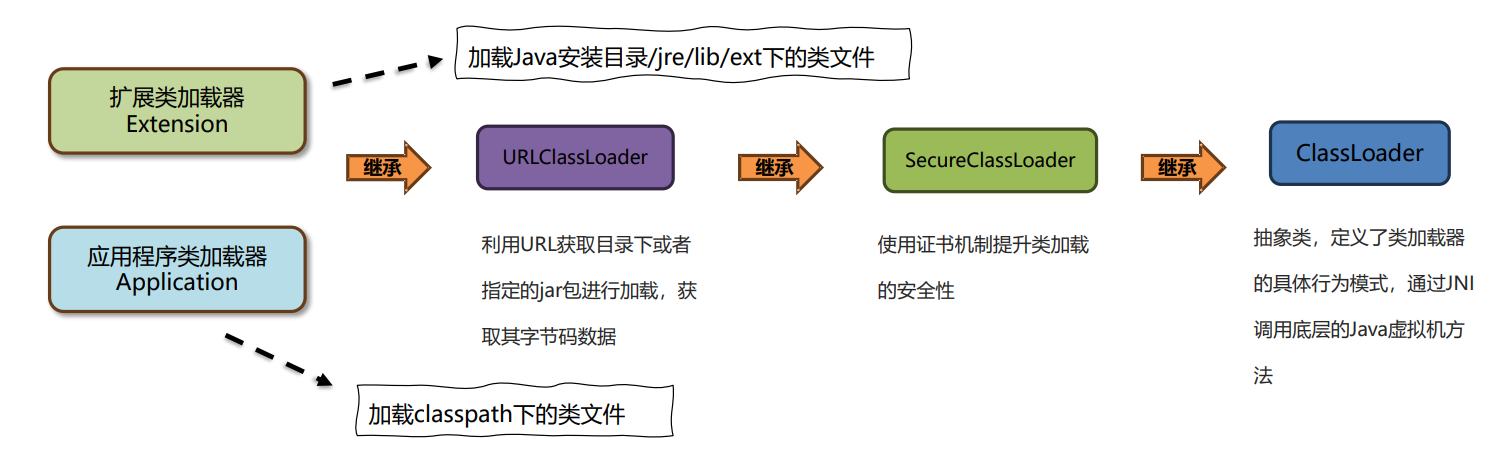 加载Java安装目录/jre/lib/ext下的类文件
扩展类加载器
Extension
继承
URLClassLoader
继承
SecureClassLoader
继承
ClassLoader
应用程序类加载器
Application
利用URL获取目录下或者
指定的jar包进行加载，获
取其字节码数据
使用证书机制提升类加载
的安全性
抽象类，定义了类加载器
的具体行为模式，通过JNI
调用底层的Java虚拟机方
法
加载classpath下的类文件